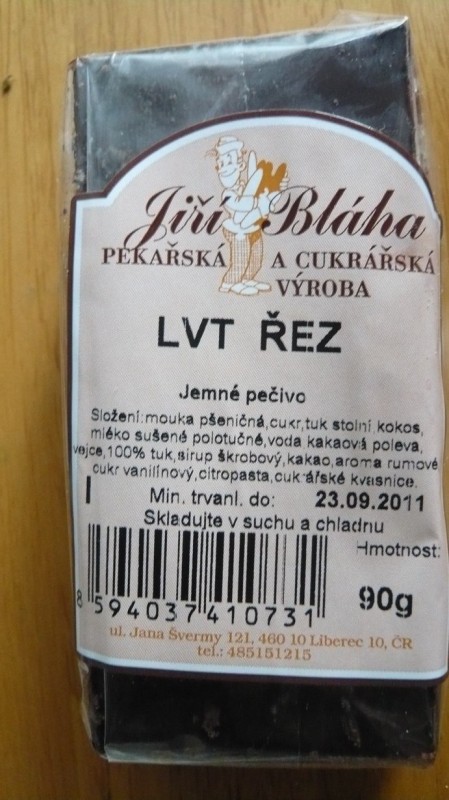 Jiří Bláha
PEKAŘSKÁ A CUKRÁŘSKÁ
VÝROBA
LVT ŘEZ
Jemné pečivo
Složení:mouka pšeničná,cukr,tuk stolní,kokos,
mléko sušené polotučné,voda kakaová poleva,
vejce,100% tuk,sirup škrobový,kakao,aroma rumové
cukr vanilínový,citropasta,cukrářské kvasnice.
Min. trvanl. do: 23.09.2011
Skladujte v suchu a chladnu
Hmotnost:
90g
8 594037 410731
ul. Jana Švermy 121, 460 10 Liberec 10, ČR
tel.: 485151215